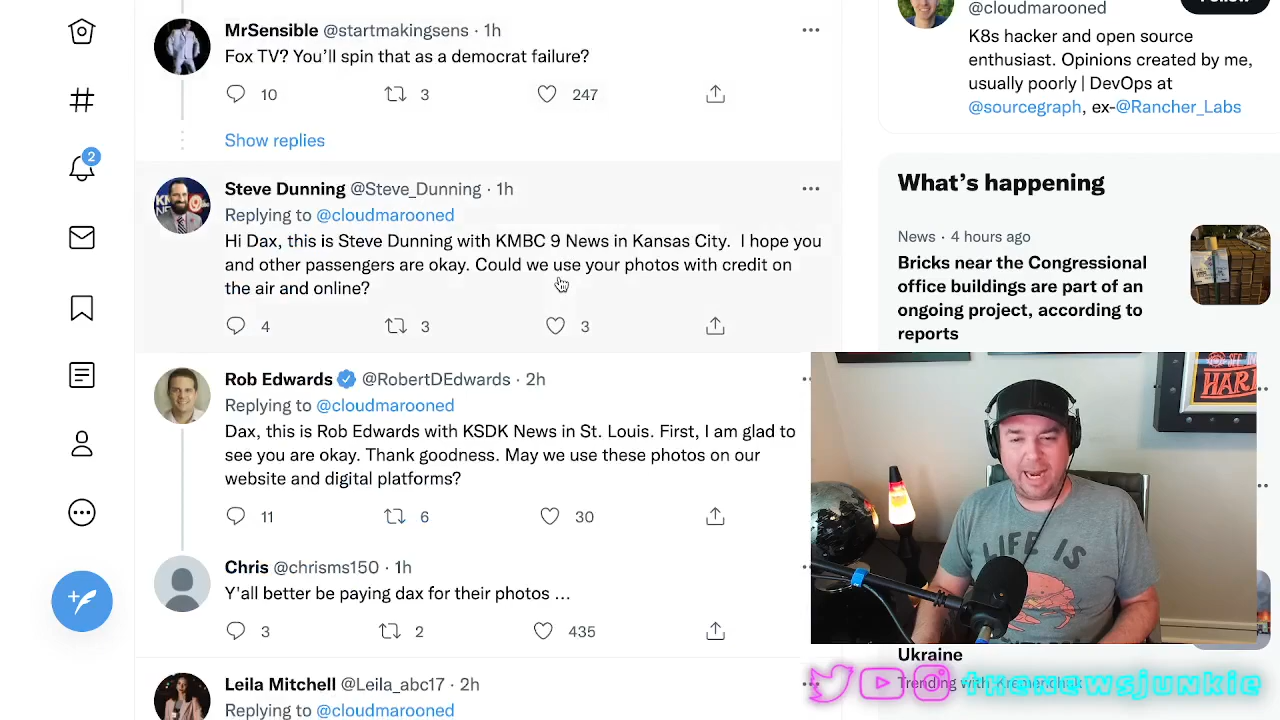 MrSensible @startmakingsens · 1h
Fox TV? You'll spin that as a democrat failure?
10 3 247
Show replies
Steve Dunning @Steve_Dunning · 1h
Replying to @cloudmarooned
Hi Dax, this is Steve Dunning with KMBC 9 News in Kansas City. I hope you
and other passengers are okay. Could we use your photos with credit on
the air and online?
4 3 3
Rob Edwards @RobertDEdwards · 2h
Replying to @cloudmarooned
Dax, this is Rob Edwards with KSDK News in St. Louis. First, I am glad to
see you are okay. Thank goodness. May we use these photos on our
website and digital platforms?
11 6 30
Chris @chrisms150 · 1h
Y'all better be paying dax for their photos ...
3 2 435
Leila Mitchell @Leila_abc17 · 2h
Replying to @cloudmarooned
2
@cloudmarooned
K8s hacker and open source
enthusiast. Opinions created by me,
usually poorly | DevOps at
@sourcegraph, ex-@Rancher_Labs
What's happening
News · 4 hours ago
Bricks near the Congressional
office buildings are part of an
ongoing project, according to
reports
HAR
LIFE IS
Ukraine
Trending with Kremenchuk
thenewsjunkie